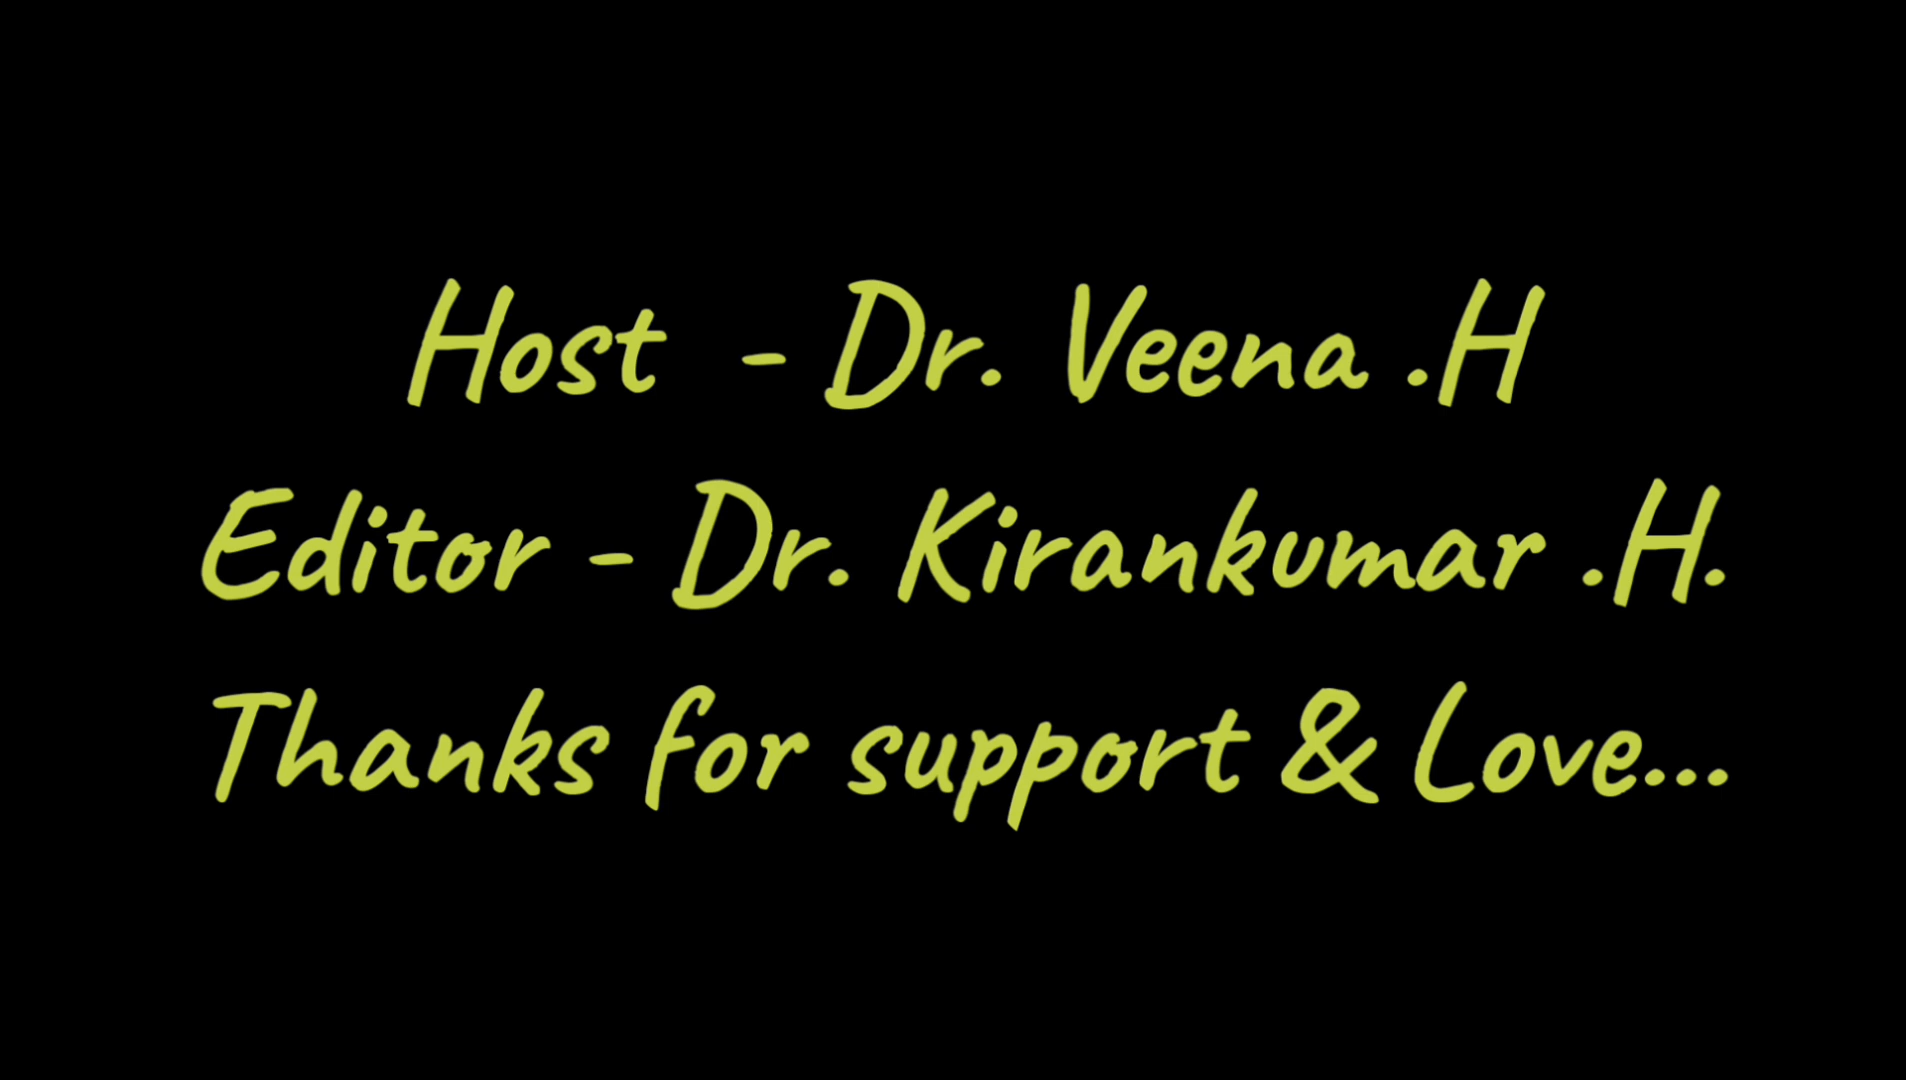 Host - Dr. Veena .H
Editor - Dr. Kirankumar .H.
Thanks for support & Love...